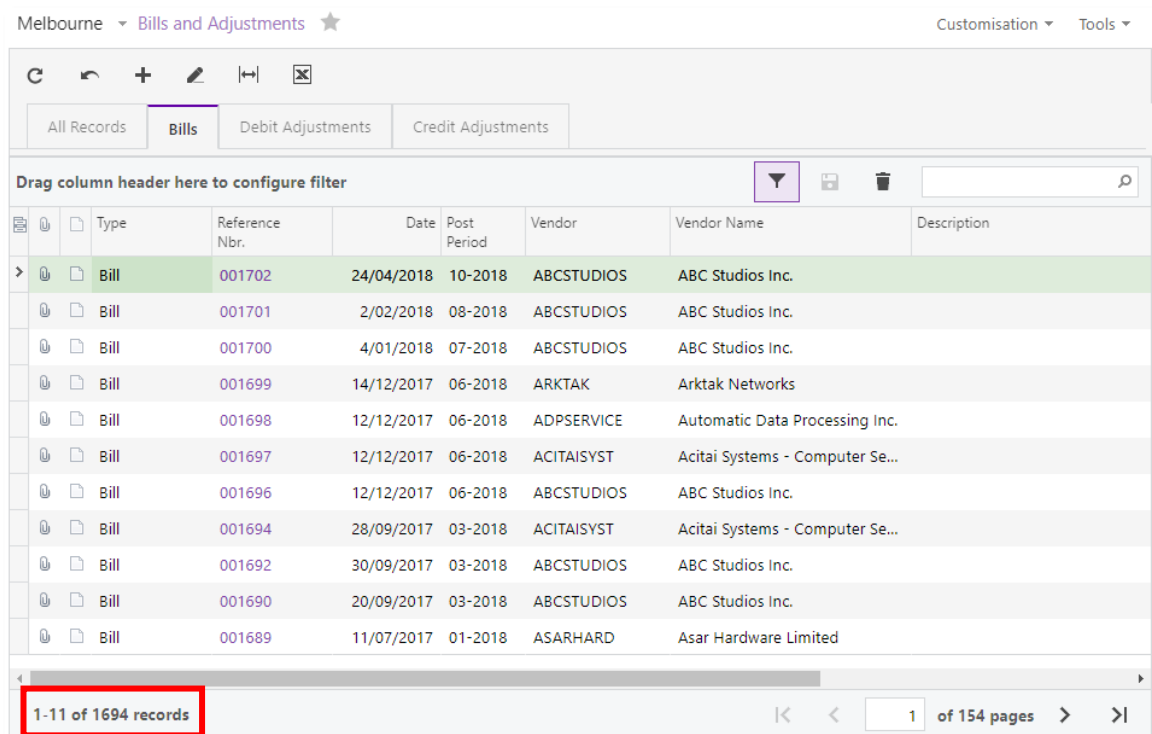 Melbourne Bills and Adjustments Customisation Tools
All Records Bills Debit Adjustments Credit Adjustments
Drag column header here to configure filter
Type Reference Nbr. Date Post Period Vendor Vendor Name Description
Bill 001702 24/04/2018 10-2018 ABCSTUDIOS ABC Studios Inc.
Bill 001701 2/02/2018 08-2018 ABCSTUDIOS ABC Studios Inc.
Bill 001700 4/01/2018 07-2018 ABCSTUDIOS ABC Studios Inc.
Bill 001699 14/12/2017 06-2018 ARKTAK Arktak Networks
Bill 001698 12/12/2017 06-2018 ADPSERVICE Automatic Data Processing Inc.
Bill 001697 12/12/2017 06-2018 ACITAISYST Acitai Systems - Computer Se...
Bill 001696 12/12/2017 06-2018 ABCSTUDIOS ABC Studios Inc.
Bill 001694 28/09/2017 03-2018 ACITAISYST Acitai Systems - Computer Se...
Bill 001692 30/09/2017 03-2018 ABCSTUDIOS ABC Studios Inc.
Bill 001690 20/09/2017 03-2018 ABCSTUDIOS ABC Studios Inc.
Bill 001689 11/07/2017 01-2018 ASARHARD Asar Hardware Limited
1-11 of 1694 records 1 of 154 pages